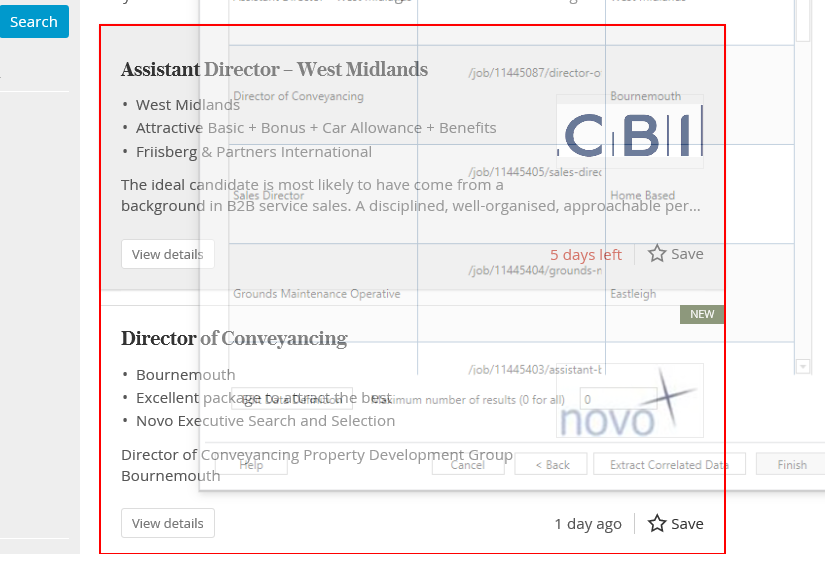 Search
Assistant Director – West Midlands
West Midlands
Attractive Basic + Bonus + Car Allowance + Benefits
Friisberg & Partners International
The ideal candidate is most likely to have come from a
background in B2B service sales. A disciplined, well-organised, approachable per...
View details
5 days left
Save
CBI
NEW
Director of Conveyancing
Bournemouth
Excellent package to attract the best
Novo Executive Search and Selection
novo
Director of Conveyancing Property Development Group
Bournemouth
View details
1 day ago
Save
/job/11445087/director-o
Director of Conveyancing
Bournemouth
/job/11445405/sales-direc
Sales Director
Home Based
/job/11445404/grounds-r
Grounds Maintenance Operative
Eastleigh
/job/11445403/assistant-t
Edit Data Definition
Maximum number of results (0 for all)
0
Help
Cancel
< Back
Extract Correlated Data
Finish